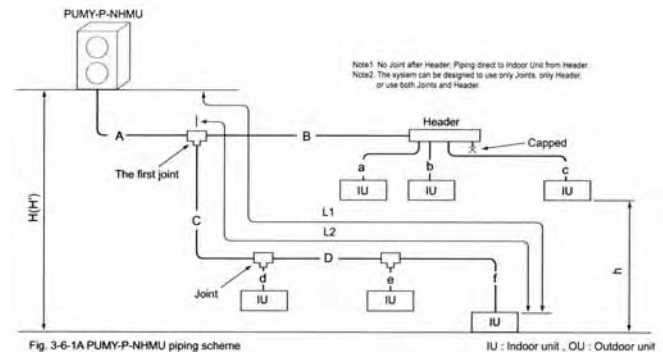 PUMY-P-NHMU
Note1. No Joint after Header; Piping direct to Indoor Unit from Header
Note2. The system can be designed to use only Joints, only Header,
or use both Joints and Header.
Header
A
B
Capped
The first joint
a
b
c
IU
IU
IU
H(H')
C
L1
L2
h
D
d
e
f
Joint
IU
IU
IU
Fig. 3-6-1A PUMY-P-NHMU piping scheme
IU : Indoor unit , OU : Outdoor unit